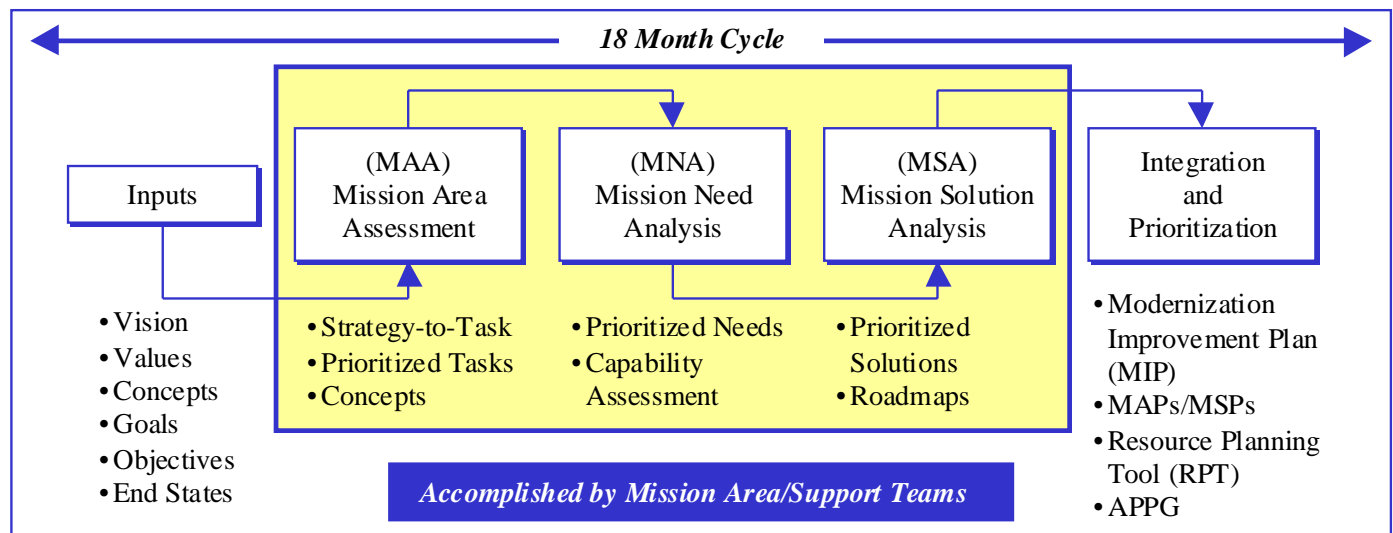 18 Month Cycle
Inputs
(MAA)
Mission Area
Assessment
(MNA)
Mission Need
Analysis
(MSA)
Mission Solution
Analysis
Integration
and
Prioritization
• Vision
• Values
• Concepts
• Goals
• Objectives
• End States
• Strategy-to-Task
• Prioritized Tasks
• Concepts
• Prioritized Needs
• Capability
Assessment
• Prioritized
Solutions
• Roadmaps
• Modernization
Improvement Plan
(MIP)
• MAPs/MSPs
• Resource Planning
Tool (RPT)
• APPG
Accomplished by Mission Area/Support Teams